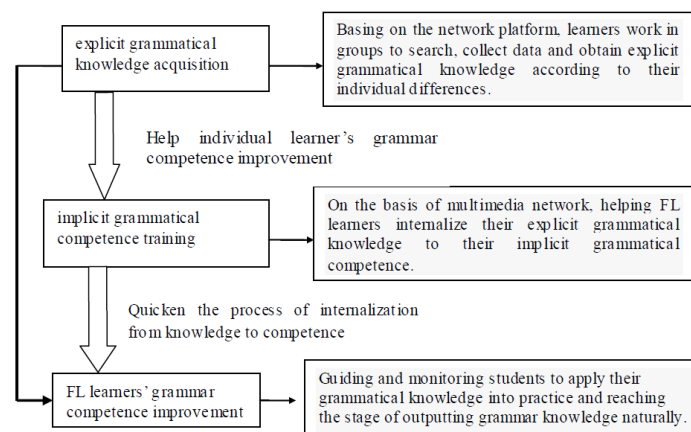 explicit grammatical
knowledge acquisition
Basing on the network platform, learners work in
groups to search, collect data and obtain explicit
grammatical knowledge according to their
individual differences.
Help individual learner's grammar
competence improvement
implicit grammatical
competence training
On the basis of multimedia network, helping FL
learners internalize their explicit grammatical
knowledge to their implicit grammatical
competence.
Quicken the process of internalization
from knowledge to competence
FL learners' grammar
competence improvement
Guiding and monitoring students to apply their
grammatical knowledge into practice and reaching
the stage of outputting grammar knowledge naturally.